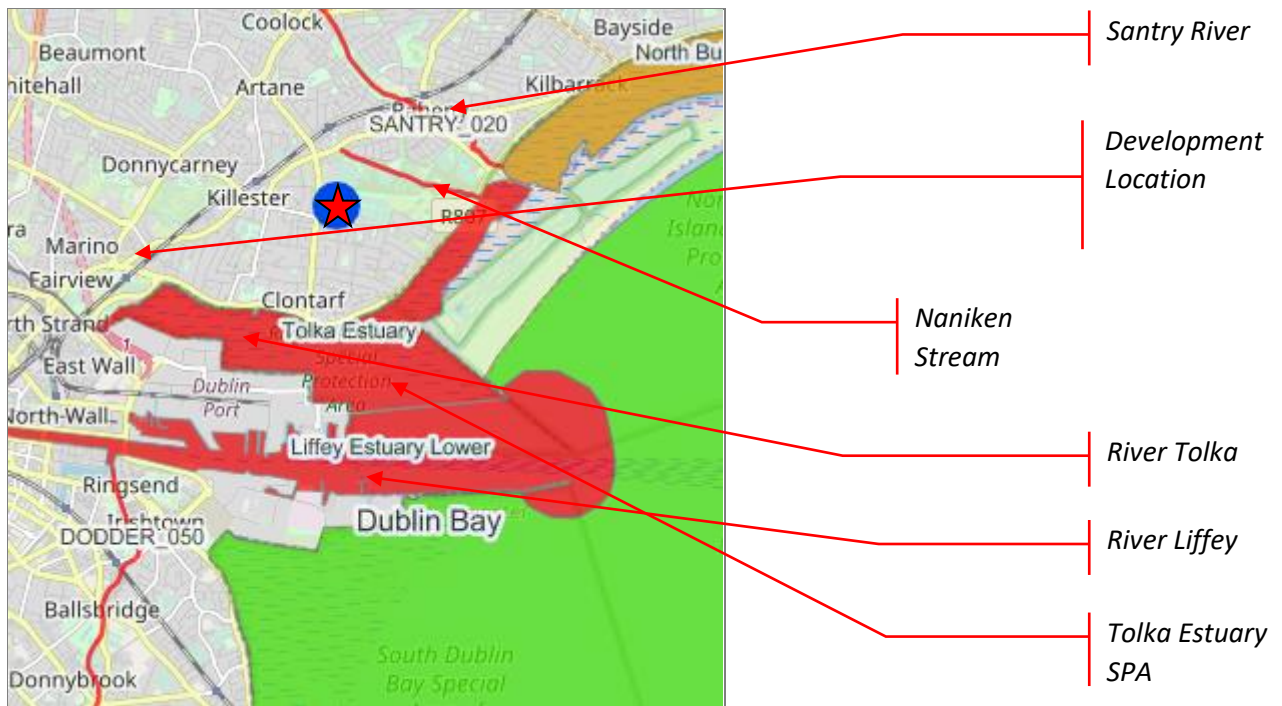 Coolock
Bayside
North Bu
Beaumont
hitehall
Artane
Kilbarrack
SANTRY_020
Donnycarney
Killester
R807
ra
Marino
Fairview
Clontarf
rth Strand
Tolka Estuary
Special
Protection
Area
1
East Wall
Dublin
Port
North-Wall
Liffey Estuary Lower
Ringsend
Irishtown
DODDER_050
Dublin Bay
Ballsbridge
Donnybrook
South Dublin
Bay Special
Santry River
Development
Location
Naniken
Stream
River Tolka
River Liffey
Tolka Estuary
SPA